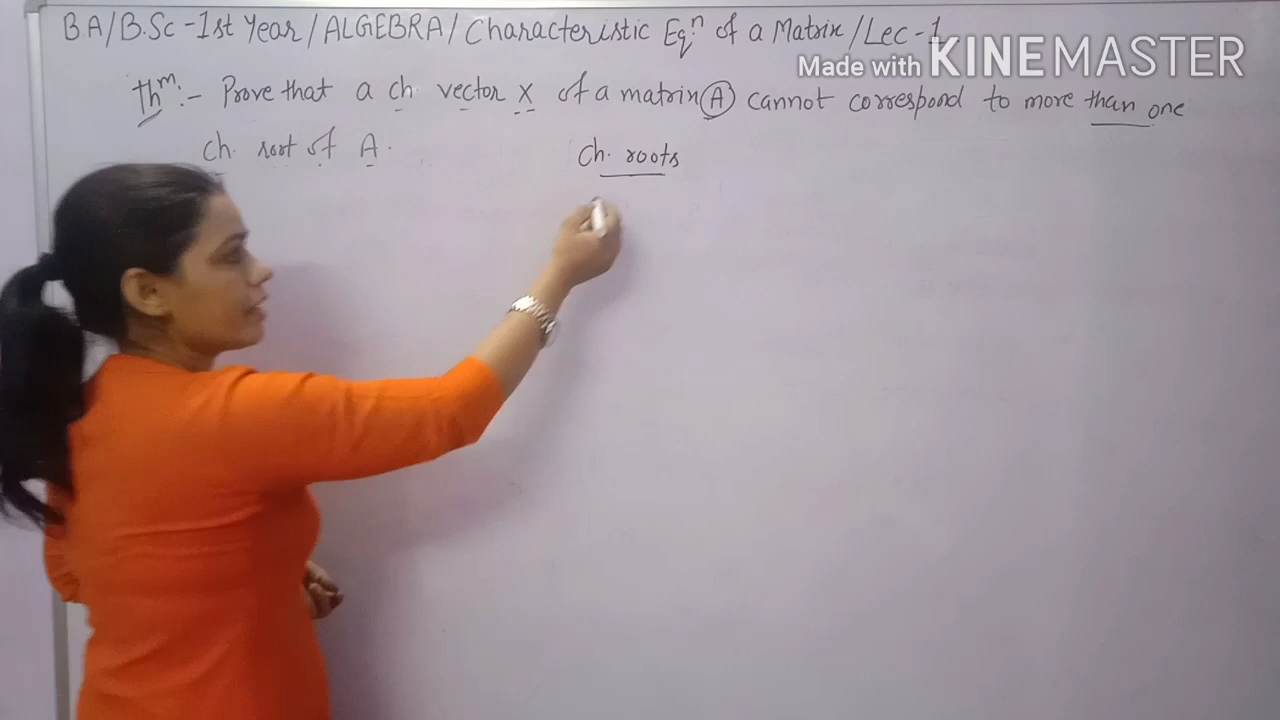 BA/B.Sc-1st Year/ALGEBRA/Characteristic Eqⁿ. of a Matrix/Lec-1
Made with KINEMASTER
Thᵐ:- Prove that a ch vector X of a matrix A cannot correspond to more than one
ch. root of A.
Ch. roots